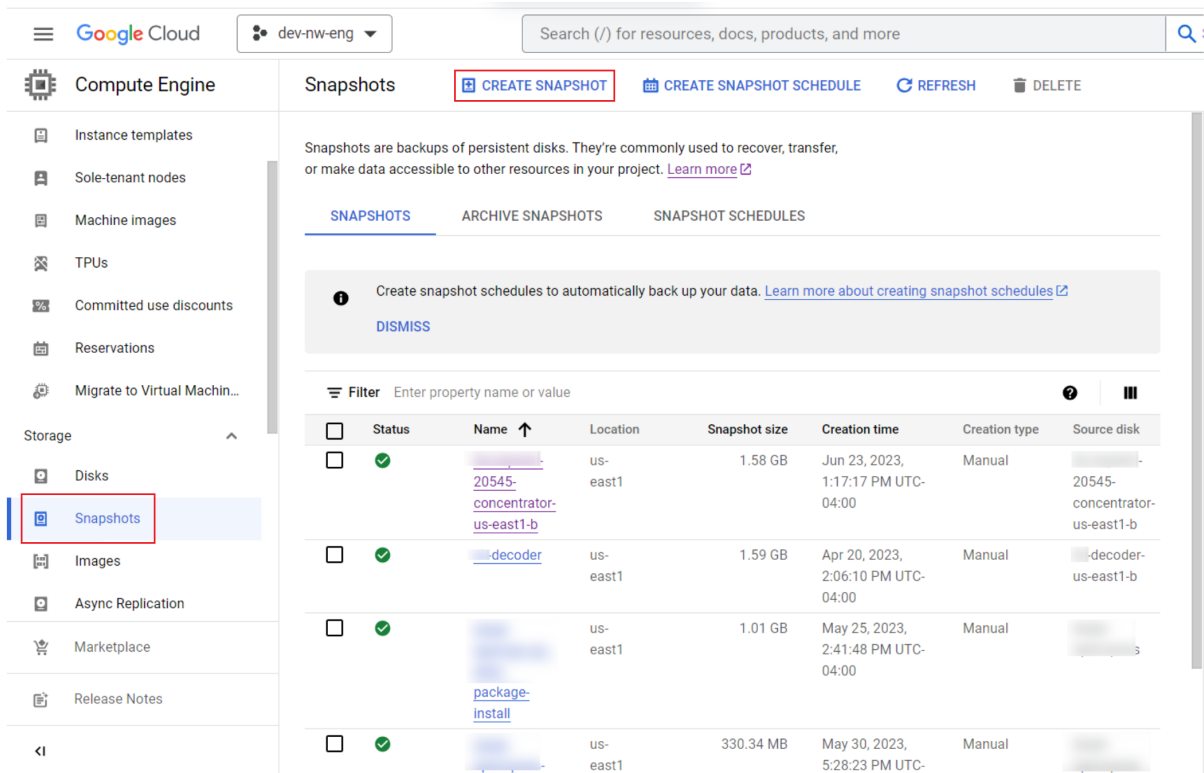 Google Cloud
dev-nw-eng
Search (/) for resources, docs, products, and more
Compute Engine
Snapshots
CREATE SNAPSHOT
CREATE SNAPSHOT SCHEDULE
REFRESH
DELETE
Instance templates
Sole-tenant nodes
Machine images
TPUs
Committed use discounts
Reservations
Migrate to Virtual Machin...
Storage
Disks
Snapshots
Images
Async Replication
Marketplace
Release Notes
Snapshots are backups of persistent disks. They're commonly used to recover, transfer,
or make data accessible to other resources in your project. Learn more
SNAPSHOTS
ARCHIVE SNAPSHOTS
SNAPSHOT SCHEDULES
Create snapshot schedules to automatically back up your data. Learn more about creating snapshot schedules
DISMISS
Filter Enter property name or value
Status Name Location Snapshot size Creation time Creation type Source disk
- us- 1.58 GB Jun 23, 2023, Manual -
20545- east1 1:17:17 PM UTC- 20545-
concentrator- 04:00 concentrator-
us-east1-b us-east1-b
-decoder us- 1.59 GB Apr 20, 2023, Manual -decoder-
east1 2:06:10 PM UTC- us-east1-b
04:00
us- 1.01 GB May 25, 2023, Manual
east1 2:41:48 PM UTC- s
04:00
package-
install
us- 330.34 MB May 30, 2023, Manual
- east1 5:28:23 PM UTC-